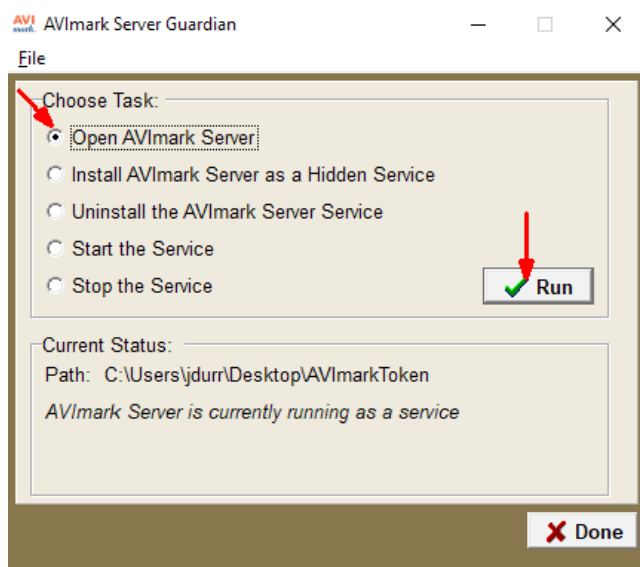 AVI mark. AVImark Server Guardian
File
Choose Task:
Open AVImark Server
Install AVImark Server as a Hidden Service
Uninstall the AVImark Server Service
Start the Service
Stop the Service
Run
Current Status:
Path: C:\Users\jdurr\Desktop\AVImarkToken
AVImark Server is currently running as a service
Done